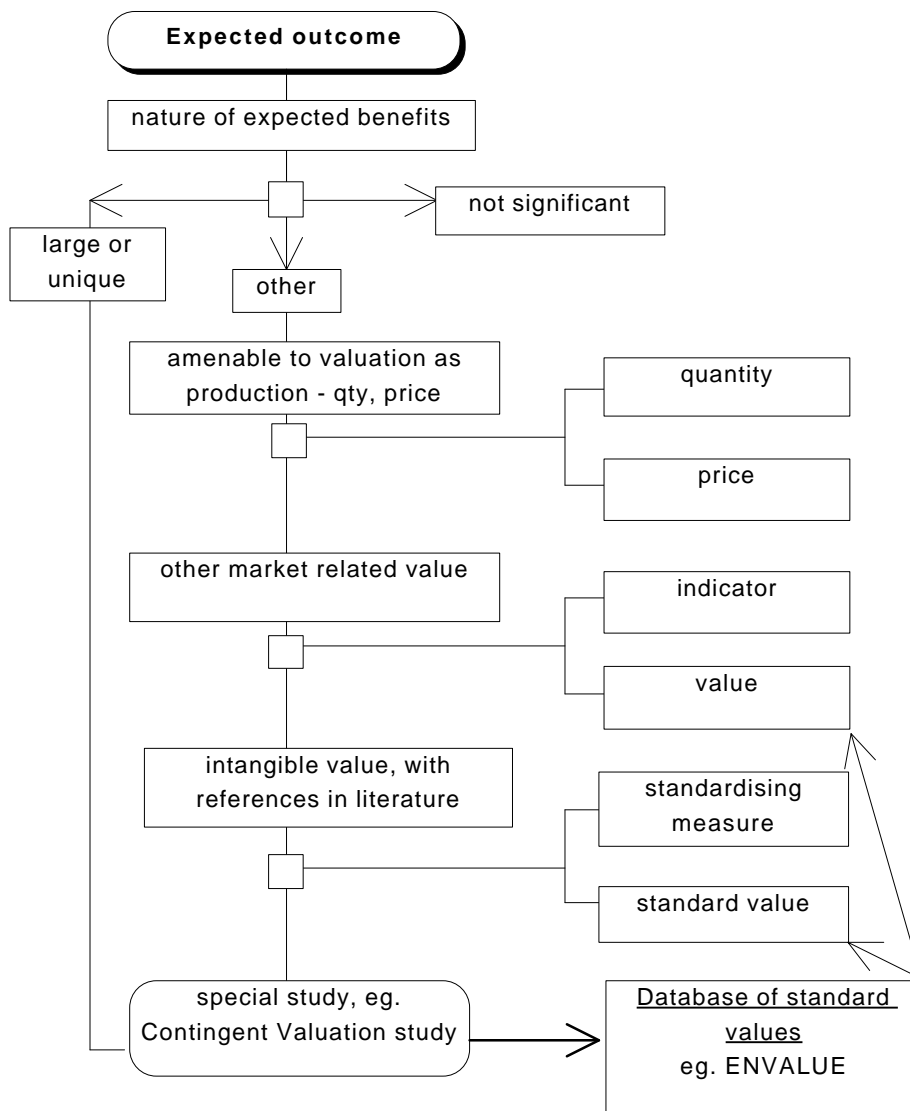 Expected outcome
nature of expected benefits
not significant
large or
unique
other
amenable to valuation as
production - qty, price
quantity
price
other market related value
indicator
value
intangible value, with
references in literature
standardising
measure
standard value
special study, eg.
Contingent Valuation study
Database of standard
values
eg. ENVALUE